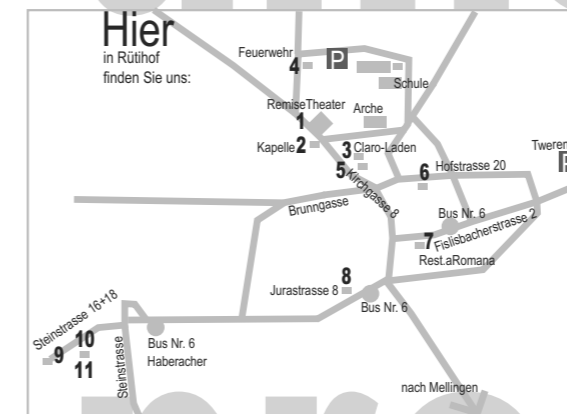 Hier
in Rütihof
finden Sie uns:
Feuerwehr
4
P
Schule
RemiseTheater
1
Arche
Kapelle 2
3 Claro-Laden
5 Kirchgasse 8
6
Hofstrasse 20
Brunngasse
Bus Nr. 6
Fislisbacherstrasse 2
7
Rest.aRomana
8
Jurastrasse 8
Bus Nr. 6
Steinstrasse 16+18
9
10
11
Steinstrasse
Bus Nr. 6
Haberacher
nach Mellingen